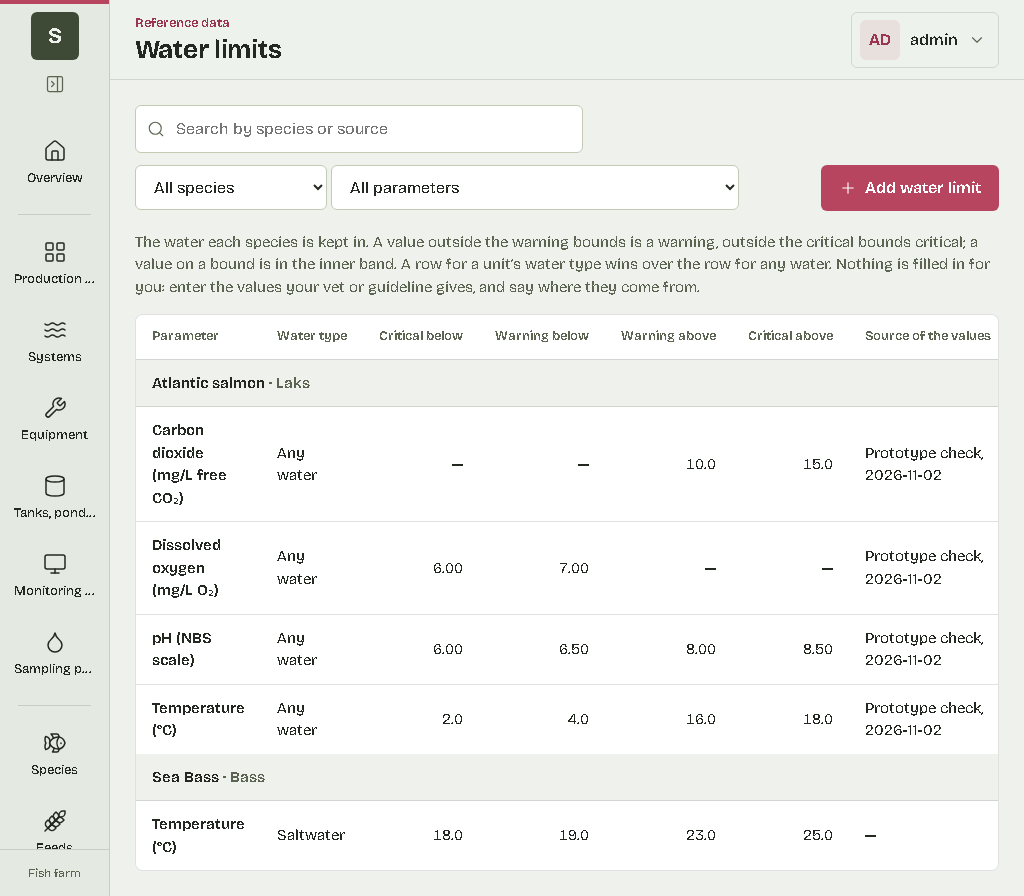 S
Reference data
Water limits
AD admin
Overview
Production ...
Systems
Equipment
Tanks, pond...
Monitoring ...
Sampling p...
Species
Feeds
Fish farm
Search by species or source
All species
All parameters
Add water limit
The water each species is kept in. A value outside the warning bounds is a warning, outside the critical bounds critical; a
value on a bound is in the inner band. A row for a unit's water type wins over the row for any water. Nothing is filled in for
you: enter the values your vet or guideline gives, and say where they come from.
Parameter Water type Critical below Warning below Warning above Critical above Source of the values
Atlantic salmon · Laks
Carbon
dioxide
(mg/L free
CO₂)
Any
water
— — 10.0 15.0
Prototype check,
2026-11-02
Dissolved
oxygen
(mg/L O₂)
Any
water
6.00 7.00 — —
Prototype check,
2026-11-02
pH (NBS
scale)
Any
water
6.00 6.50 8.00 8.50
Prototype check,
2026-11-02
Temperature
(°C)
Any
water
2.0 4.0 16.0 18.0
Prototype check,
2026-11-02
Sea Bass · Bass
Temperature
(°C)
Saltwater 18.0 19.0 23.0 25.0 —